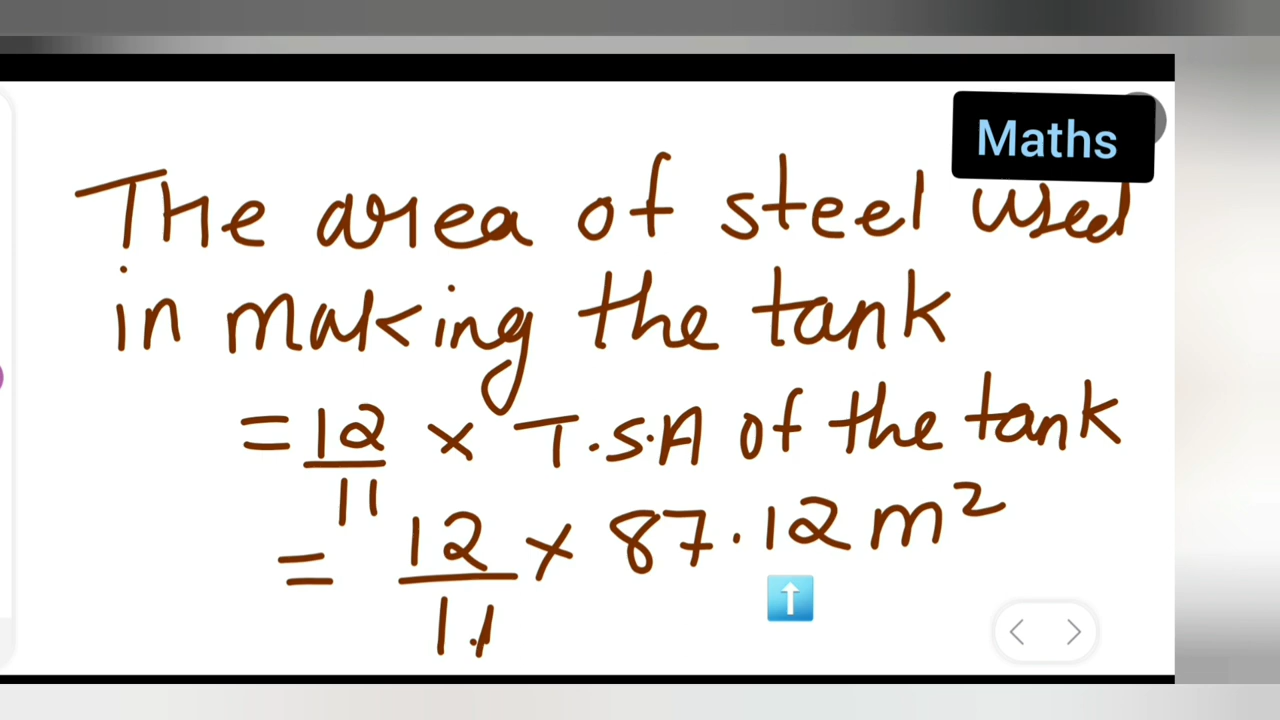 Maths
The area of steel used
in making the tank
= 12/11 × T.S.A of the tank
= 12/11 × 87.12 m²